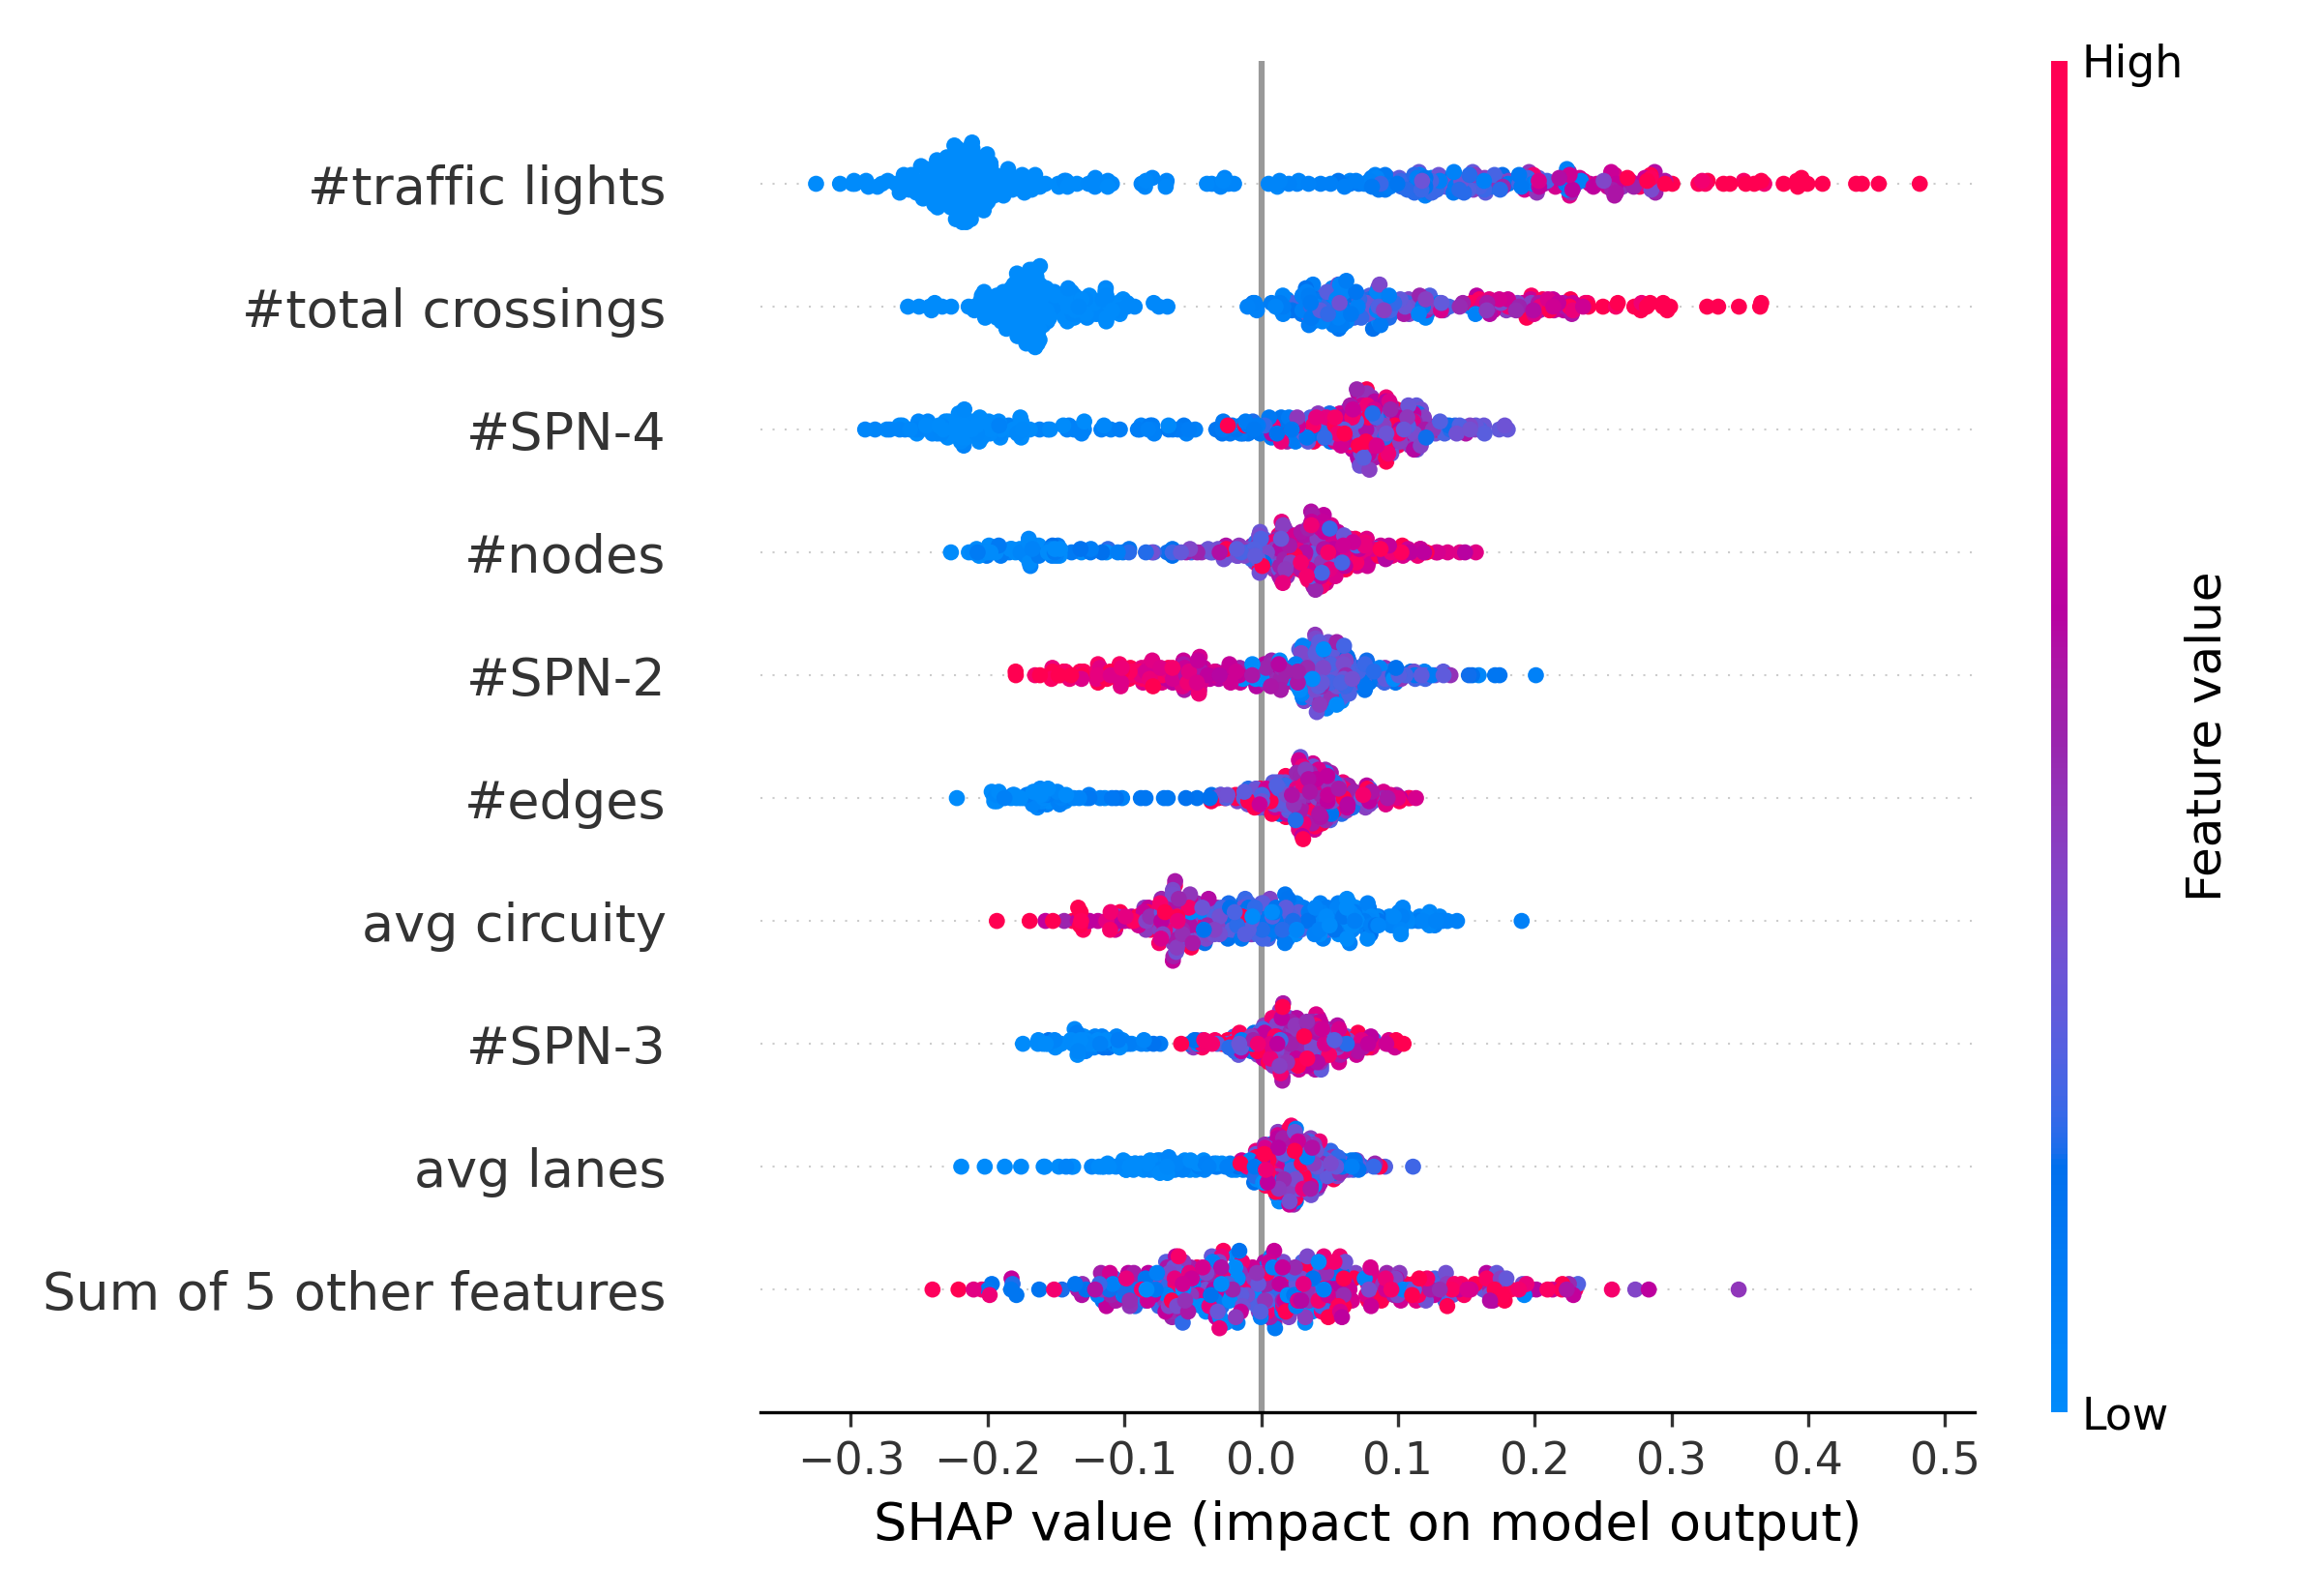 High
#traffic lights
#total crossings
#SPN-4
#nodes
#SPN-2
#edges
avg circuity
#SPN-3
avg lanes
Sum of 5 other features
Feature value
Low
−0.3 −0.2 −0.1 0.0 0.1 0.2 0.3 0.4 0.5
SHAP value (impact on model output)